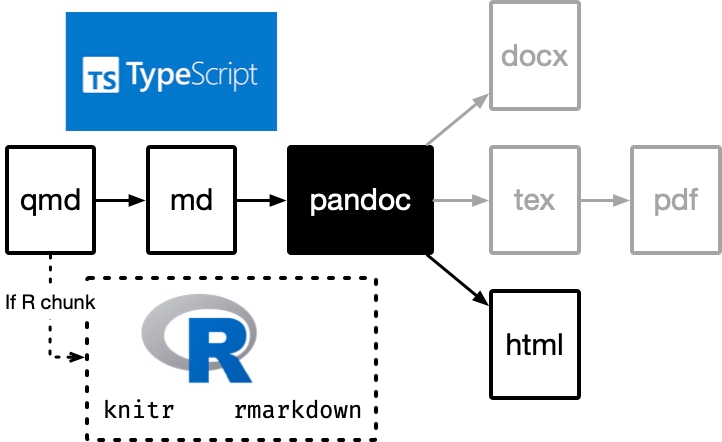 TS TypeScript
docx
qmd
md
pandoc
tex
pdf
If R chunk
R
html
knitr
rmarkdown